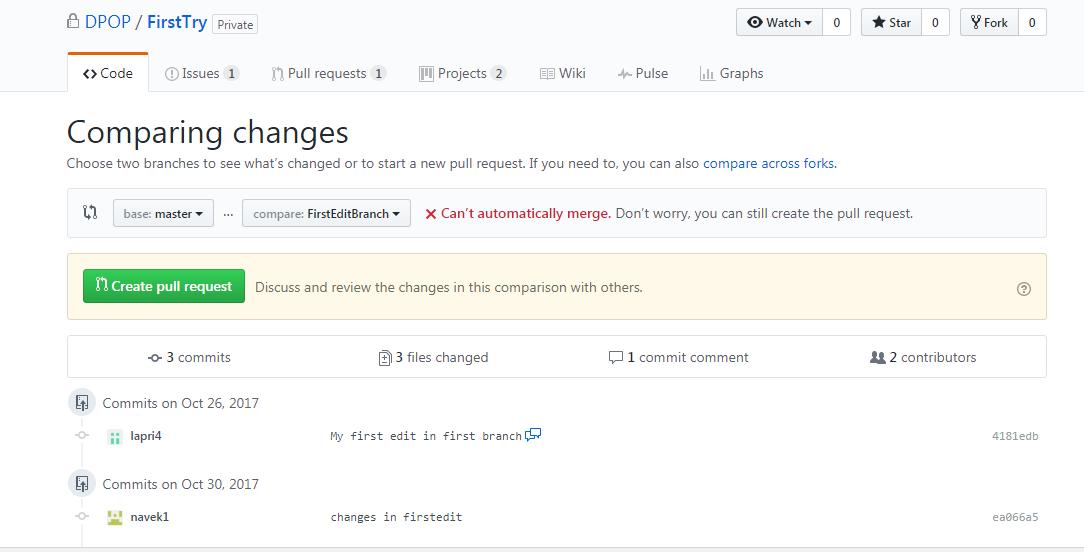 DPOP / FirstTry Private Watch 0 Star 0 Fork 0
Code Issues 1 Pull requests 1 Projects 2 Wiki Pulse Graphs
Comparing changes
Choose two branches to see what's changed or to start a new pull request. If you need to, you can also compare across forks.
base: master ... compare: FirstEditBranch Can't automatically merge. Don't worry, you can still create the pull request.
Create pull request Discuss and review the changes in this comparison with others.
3 commits 3 files changed 1 commit comment 2 contributors
Commits on Oct 26, 2017
lapri4 My first edit in first branch 4181edb
Commits on Oct 30, 2017
navek1 changes in firstedit ea066a5